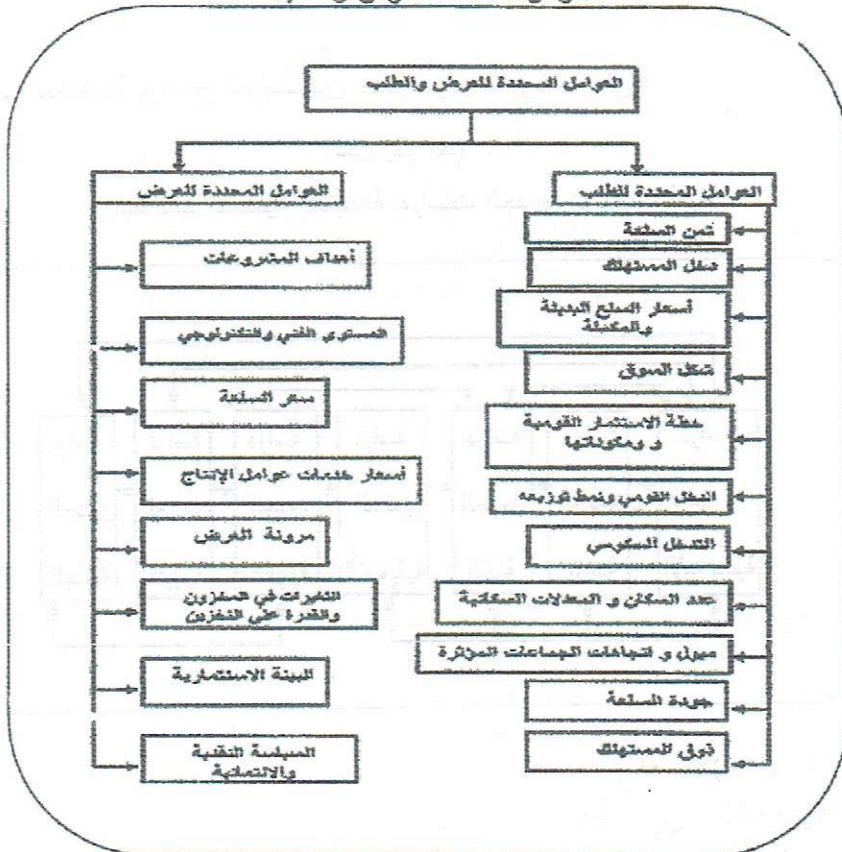 العوامل المحددة للعرض والطلب
العوامل المحددة للطلب
ثمن السلعة
دخل المستهلك
أسعار السلع البديلة
والمكملة
شكل السوق
خطة الاستثمار القومية
و ومكوناتها
الدخل القومي ونمط توزيعه
التدخل الحكومي
عدد السكان و المعدلات السكانية
ميول و اتجاهات الجماعات المؤثرة
جودة السلعة
ذوق المستهلك
العوامل المحددة للعرض
أهداف المشروعات
المستوى الفني والتكنولوجي
سعر السلعة
أسعار خدمات عوامل الإنتاج
مرونة العرض
التغيرات في المخزون
والقدرة على التخزين
البيئة الاستثمارية
السياسة النقدية
والائتمانية